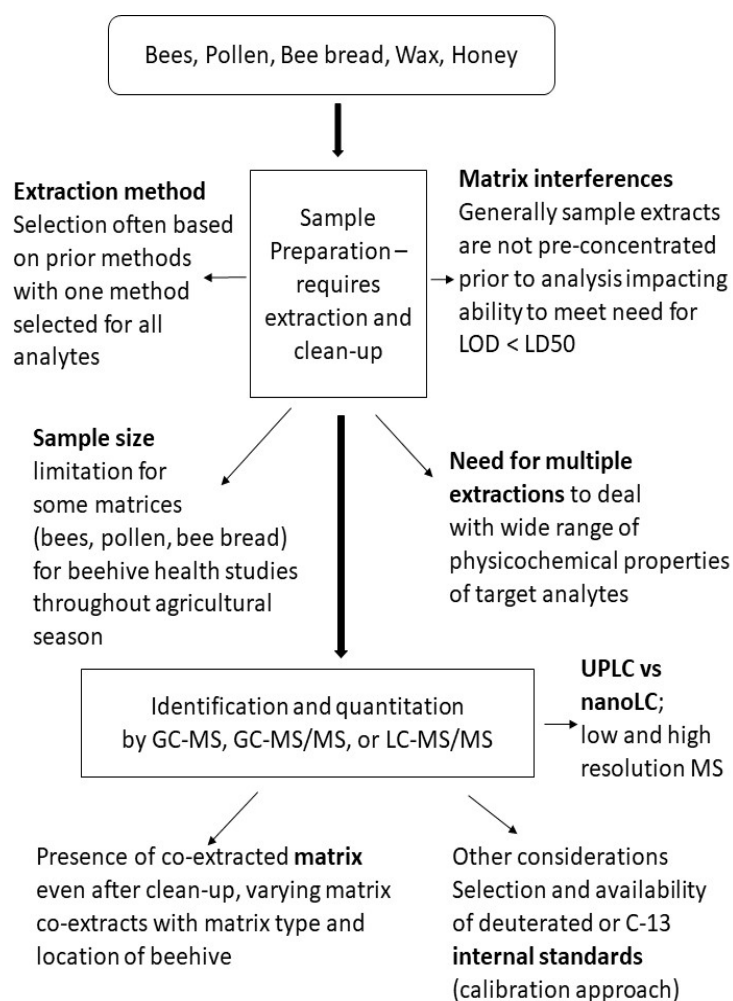 Bees, Pollen, Bee bread, Wax, Honey
Extraction method
Selection often based
on prior methods
with one method
selected for all
analytes
Sample
Preparation –
requires
extraction and
clean-up
Matrix interferences
Generally sample extracts
are not pre-concentrated
prior to analysis impacting
ability to meet need for
LOD < LD50
Sample size
limitation for
some matrices
(bees, pollen, bee bread)
for beehive health studies
throughout agricultural
season
Need for multiple
extractions to deal
with wide range of
physicochemical properties
of target analytes
Identification and quantitation
by GC-MS, GC-MS/MS, or LC-MS/MS
UPLC vs
nanoLC;
low and high
resolution MS
Presence of co-extracted matrix
even after clean-up, varying matrix
co-extracts with matrix type and
location of beehive
Other considerations
Selection and availability
of deuterated or C-13
internal standards
(calibration approach)